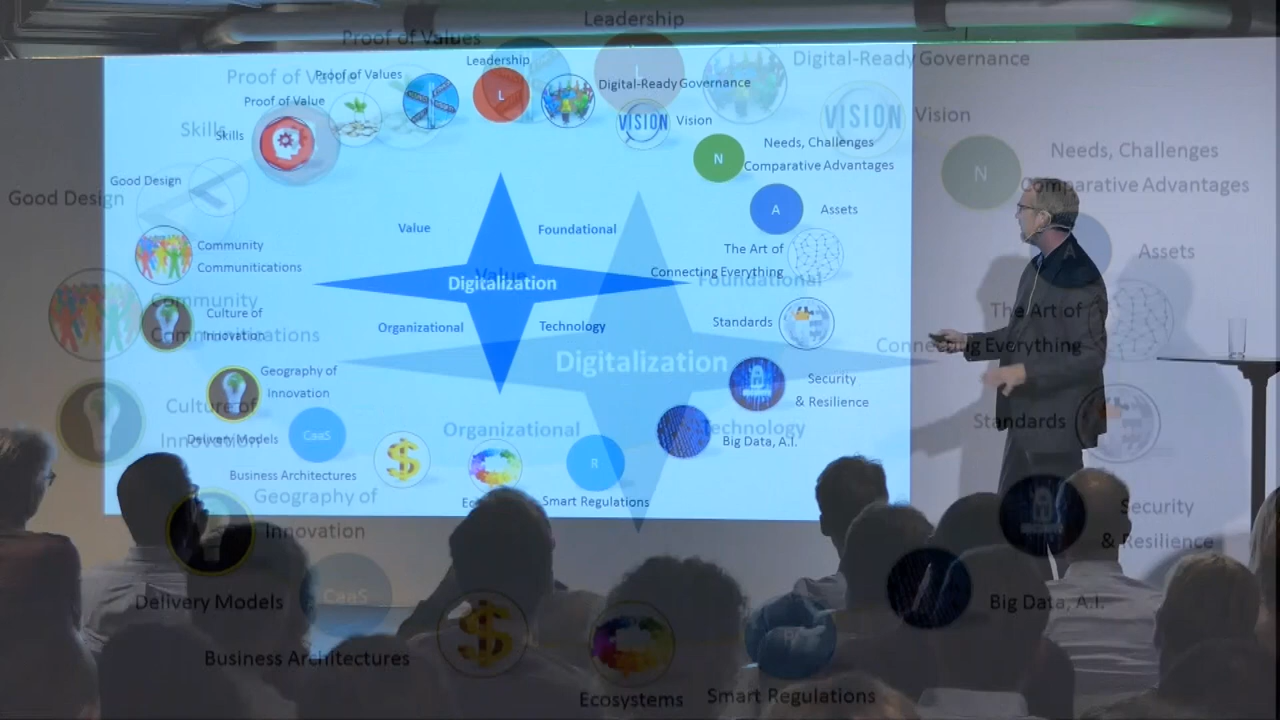 Leadership
Proof of Values
Digital-Ready Governance
Proof of Value
Vision
VISION
L
Skills
Needs, Challenges
N
Comparative Advantages
Good Design
A
Assets
The Art of
Connecting Everything
Community
Communitications
Value
Foundational
Digitalization
Organizational
Technology
Standards
Culture of
Innovation
Geography of
Innovation
Security
& Resilience
Delivery Models
CaaS
Big Data, A.I.
Business Architectures
$
Ecosystems
Smart Regulations
Leadership
Proof of Values
Proof of Value
Digital-Ready Governance
L
VISION
Vision
Skills
Needs, Challenges
N
Comparative Advantages
Good Design
A
Assets
Value
Foundational
The Art of
Connecting Everything
Community
Communitications
Digitalization
Organizational
Technology
Standards
Culture of
Innovation
Geography of
Innovation
Security
& Resilience
Delivery Models
CaaS
Big Data, A.I.
Business Architectures
$
R
Smart Regulations